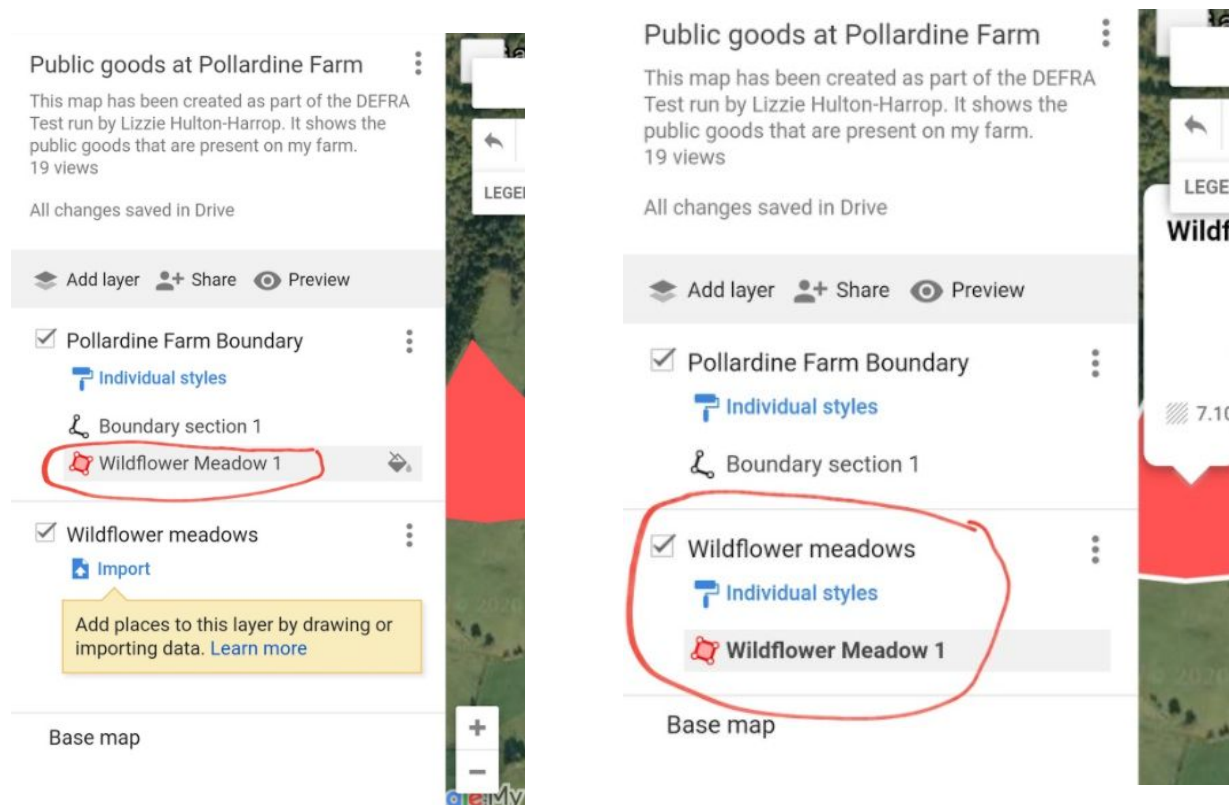 Public goods at Pollardine Farm
This map has been created as part of the DEFRA
Test run by Lizzie Hulton-Harrop. It shows the
public goods that are present on my farm.
19 views
All changes saved in Drive
Add layer Share Preview
Pollardine Farm Boundary
Individual styles
Boundary section 1
Wildflower Meadow 1
Wildflower meadows
Import
Add places to this layer by drawing or
importing data. Learn more
Base map
LEGE
+
−
My
Public goods at Pollardine Farm
This map has been created as part of the DEFRA
Test run by Lizzie Hulton-Harrop. It shows the
public goods that are present on my farm.
19 views
All changes saved in Drive
Add layer Share Preview
Pollardine Farm Boundary
Individual styles
Boundary section 1
Wildflower meadows
Individual styles
Wildflower Meadow 1
Base map
LEGE
Wildf
7.10